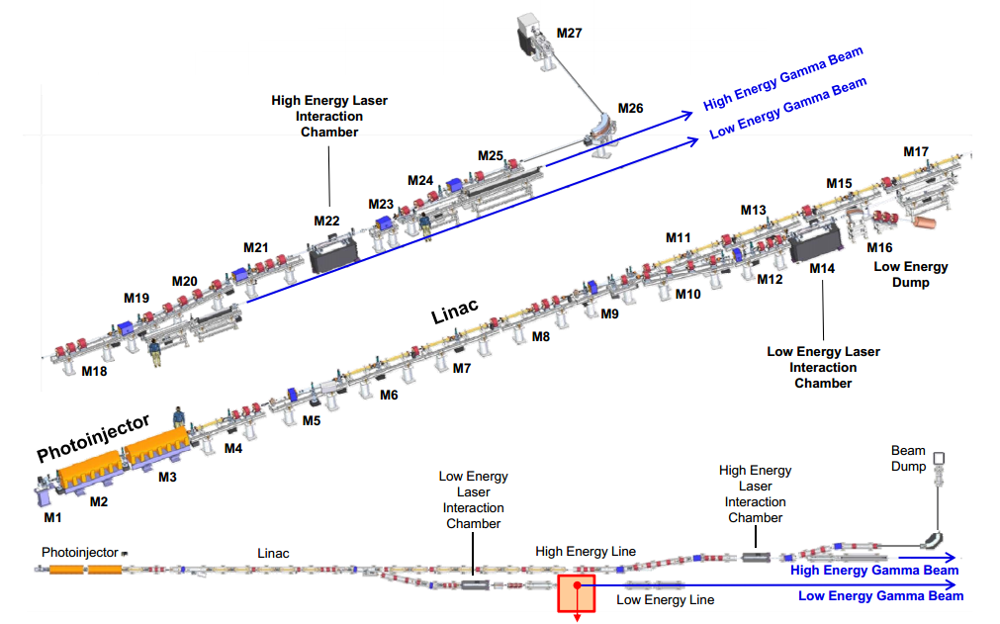 M27
High Energy Gamma Beam
Low Energy Gamma Beam
High Energy Laser
Interaction
Chamber
M26
M25
M24
M23
M22
M21
M20
M19
M18
M17
M15
M13
M11
M16
M14
M12
M10
M9
M8
M7
M6
M5
M4
M3
M2
M1
Low Energy
Dump
Linac
Low Energy Laser
Interaction
Chamber
Photoinjector
Beam
Dump
Low Energy
Laser
Interaction
Chamber
High Energy
Laser
Interaction
Chamber
Photoinjector
Linac
High Energy Line
High Energy Gamma Beam
Low Energy Line
Low Energy Gamma Beam